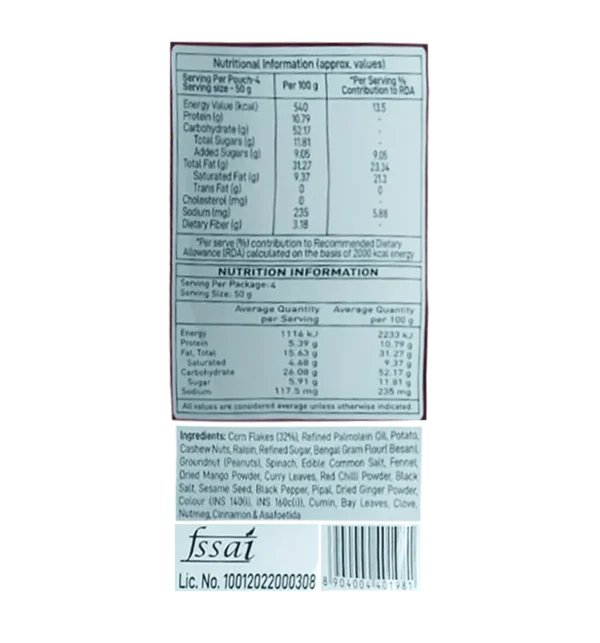 Nutritional Information (approx. values)
Serving Per Pouch-4
Serving size - 50 g
Per 100 g
*Per Serving %
Contribution to RDA
Energy Value (kcal) 540 13.5
Protein (g) 10.79 -
Carbohydrate (g) 52.17 -
Total Sugars (g) 11.81 -
Added Sugars (g) 9.05 9.05
Total Fat (g) 31.27 23.34
Saturated Fat (g) 9.37 21.3
Trans Fat (g) 0 0
Cholesterol (mg) 0 -
Sodium (mg) 235 5.88
Dietary Fiber (g) 3.18 -
*Per serve (%) contribution to Recommended Dietary
Allowance (RDA) calculated on the basis of 2000 kcal energy
NUTRITION INFORMATION
Serving Per Package: 4
Serving Size: 50 g
Average Quantity per Serving
Average Quantity per 100 g
Energy 1116 kJ 2233 kJ
Protein 5.39 g 10.79 g
Fat, Total 15.63 g 31.27 g
Saturated 4.68 g 9.37 g
Carbohydrate 26.08 g 52.17 g
Sugar 5.91 g 11.81 g
Sodium 117.5 mg 235 mg
All values are considered average unless otherwise indicated.
Ingredients: Corn Flakes (32%), Refined Palmolein Oil, Potato,
Cashew Nuts, Raisin, Refined Sugar, Bengal Gram Flour( Besan),
Groundnut (Peanuts), Spinach, Edible Common Salt, Fennel,
Dried Mango Powder, Curry Leaves, Red Chilli Powder, Black
Salt, Sesame Seed, Black Pepper, Pipal, Dried Ginger Powder,
Colour (INS 140(i), INS 160c(i)), Cumin, Bay Leaves, Clove,
Nutmeg, Cinnamon & Asafoetida
fssai
Lic. No. 10012022000308
8 904004 401981